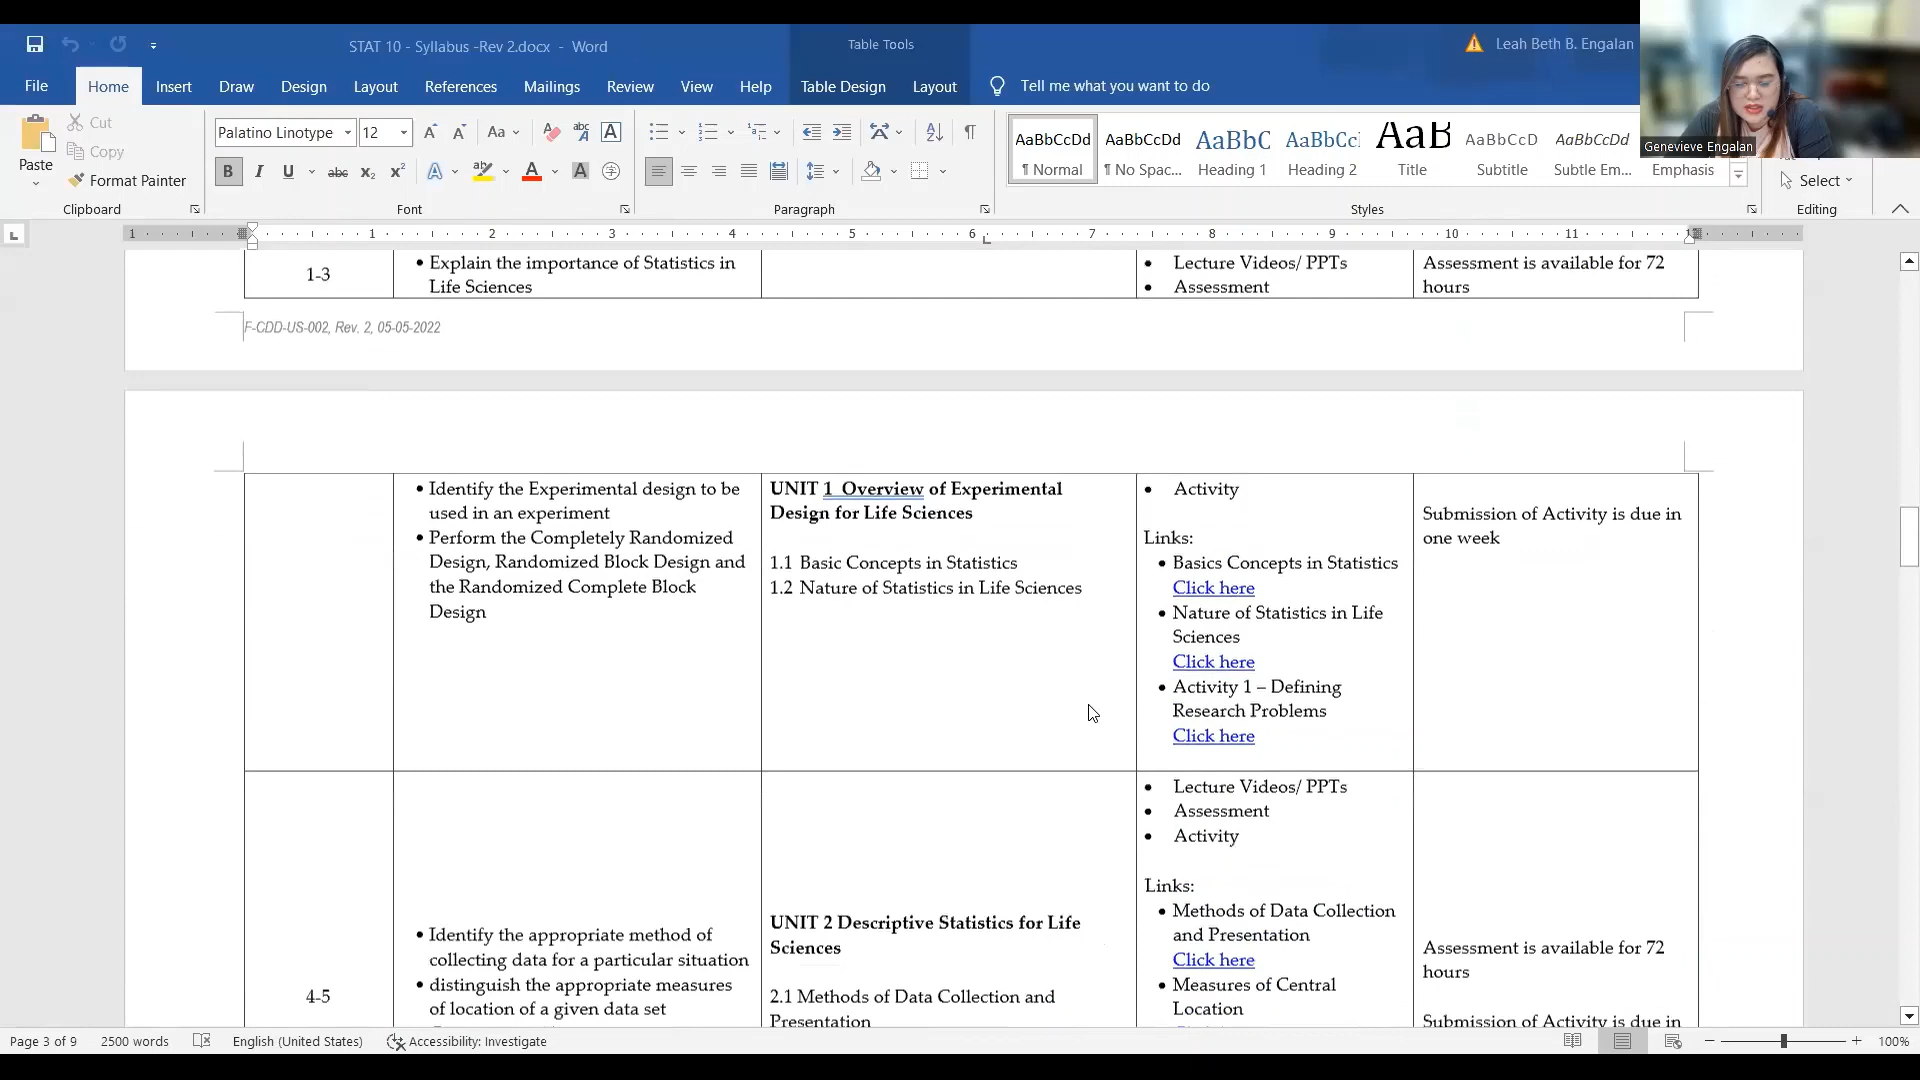 STAT 10 - Syllabus -Rev 2.docx - Word
Table Tools
Leah Beth B. Engalan
File Home Insert Draw Design Layout References Mailings Review View Help Table Design Layout Tell me what you want to do
Genevieve Engalan
Paste
Cut
Copy
Format Painter
Clipboard
Palatino Linotype 12
Font
Paragraph
AaBbCcDd AaBbCcDd AaBbC AaBbCcI AaB AaBbCcD AaBbCcDd
¶ Normal ¶ No Spac... Heading 1 Heading 2 Title Subtitle Subtle Em... Emphasis
Styles
Select
Editing
1 1 2 3 4 5 6 7 8 9 10 11
1-3
• Explain the importance of Statistics in
Life Sciences
• Lecture Videos/ PPTs
• Assessment
Assessment is available for 72
hours
F-CDD-US-002, Rev. 2, 05-05-2022
• Identify the Experimental design to be
used in an experiment
• Perform the Completely Randomized
Design, Randomized Block Design and
the Randomized Complete Block
Design
UNIT 1 Overview of Experimental
Design for Life Sciences
1.1 Basic Concepts in Statistics
1.2 Nature of Statistics in Life Sciences
• Activity
Links:
• Basics Concepts in Statistics
Click here
• Nature of Statistics in Life
Sciences
Click here
• Activity 1 – Defining
Research Problems
Click here
Submission of Activity is due in
one week
4-5
• Identify the appropriate method of
collecting data for a particular situation
• distinguish the appropriate measures
of location of a given data set
UNIT 2 Descriptive Statistics for Life
Sciences
2.1 Methods of Data Collection and
Presentation
• Lecture Videos/ PPTs
• Assessment
• Activity
Links:
• Methods of Data Collection
and Presentation
Click here
• Measures of Central
Location
Assessment is available for 72
hours
Submission of Activity is due in
Page 3 of 9 2500 words English (United States) Accessibility: Investigate 100%